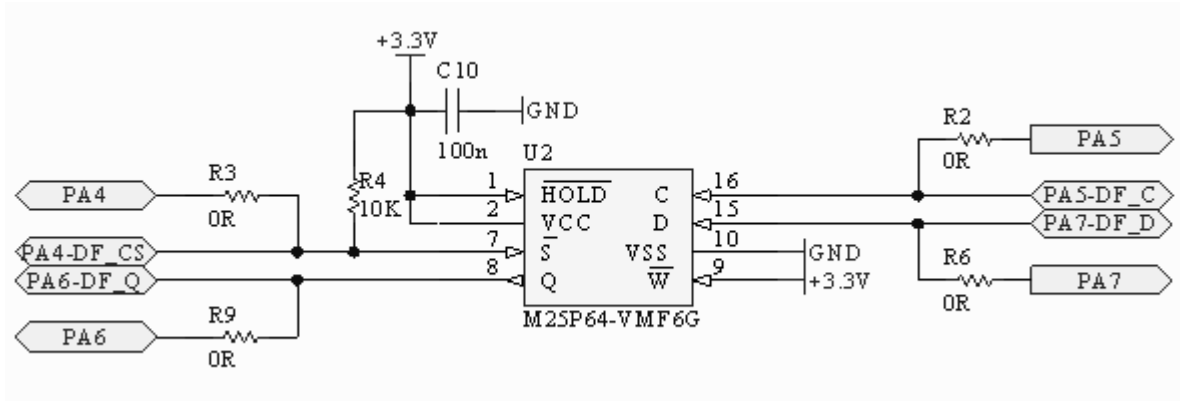 +3.3V
C10
GND
100n
U2
R2
PA5
0R
R3
PA4
0R
R4
10K
1
HOLD
C
16
PA5-DF_C
2
VCC
D
15
PA7-DF_D
PA4-DF_CS
7
S
VSS
10
GND
PA6-DF_Q
8
Q
W
9
+3.3V
R6
PA7
0R
M25P64-VMF6G
R9
PA6
0R